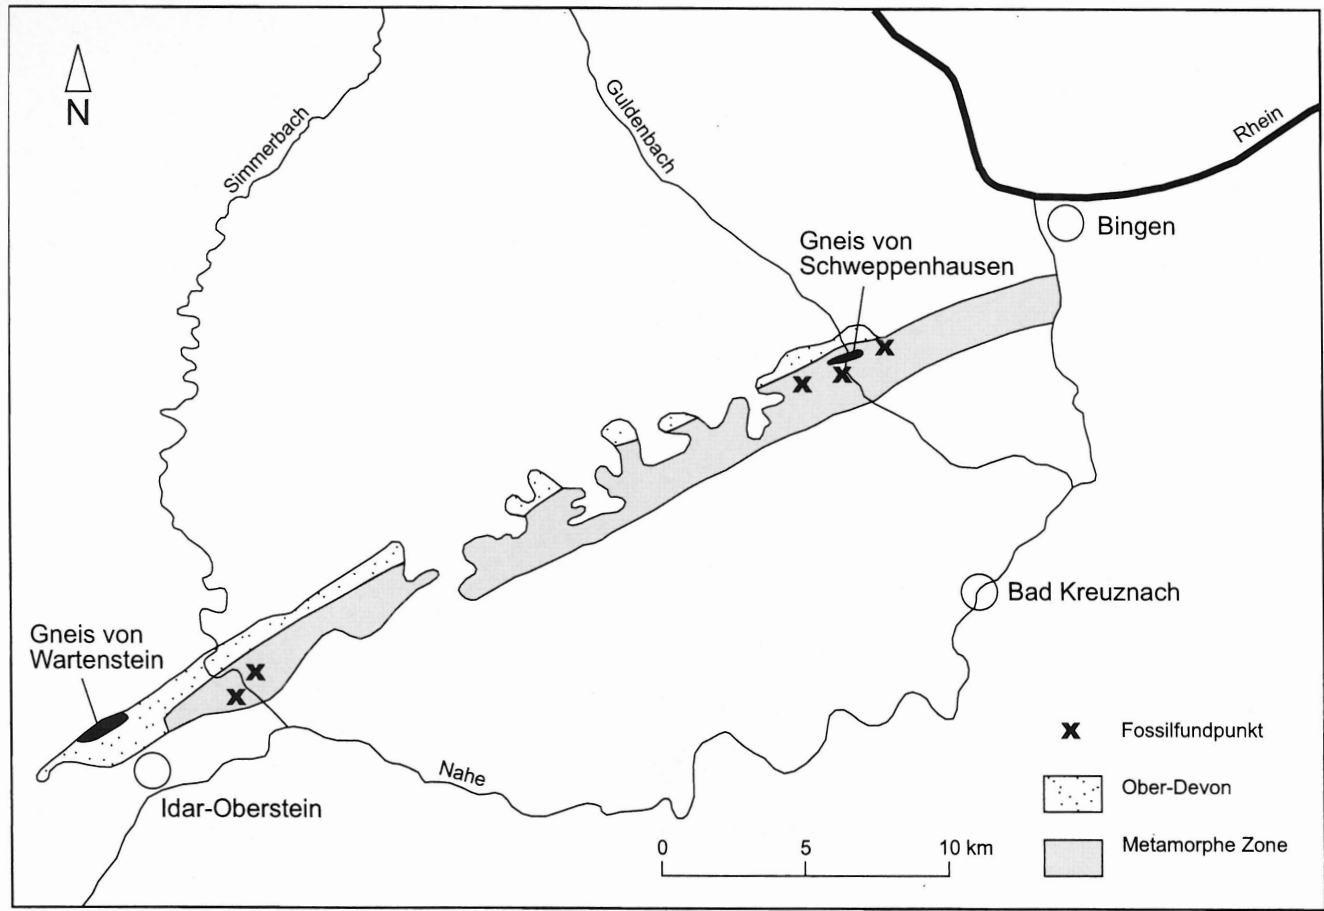 N
Simmerbach
Guldenbach
Rhein
Bingen
Gneis von
Schweppenhausen
Bad Kreuznach
Gneis von
Wartenstein
Idar-Oberstein
Nahe
X Fossilfundpunkt
Ober-Devon
Metamorphe Zone
0 5 10 km